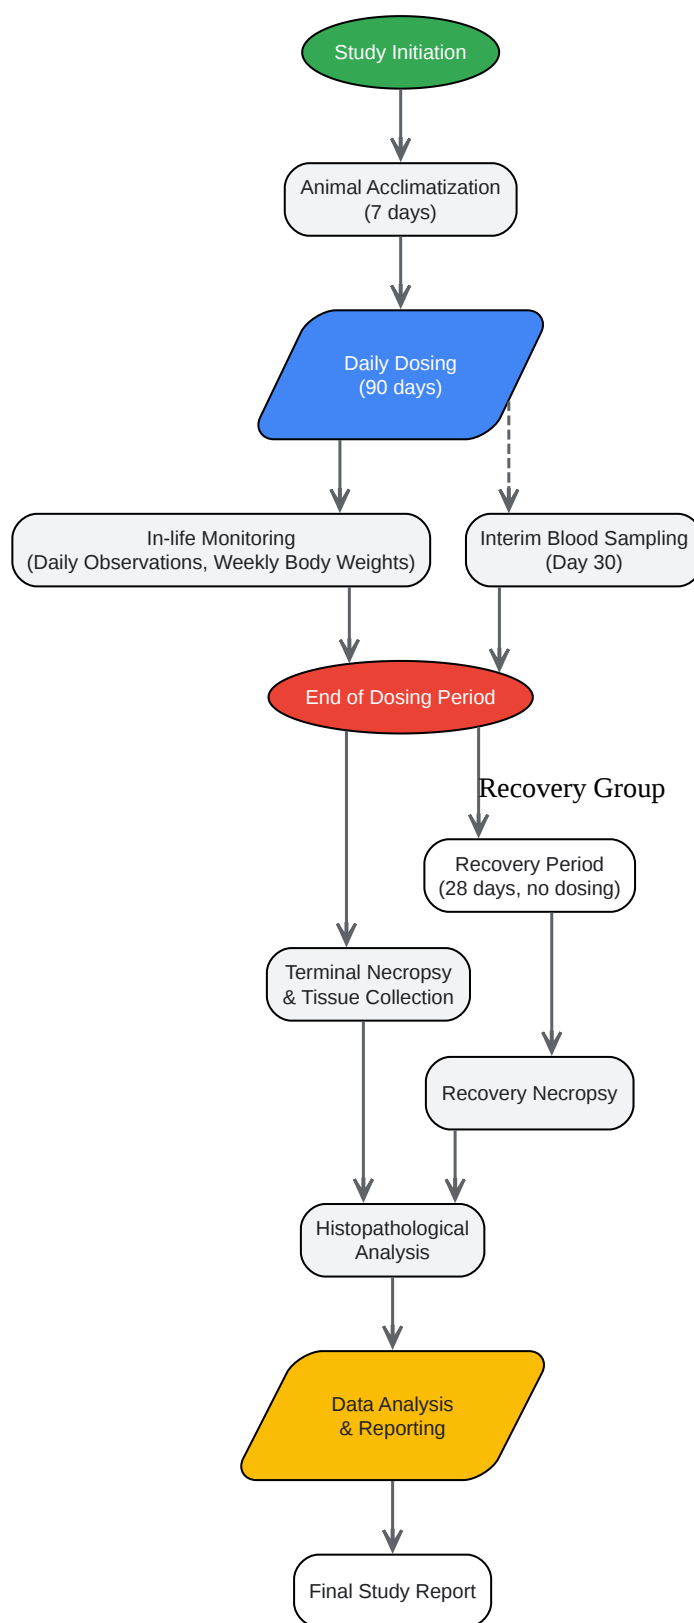 Study Initiation
Animal Acclimatization
(7 days)
Daily Dosing
(90 days)
In-life Monitoring
(Daily Observations, Weekly Body Weights)
Interim Blood Sampling
(Day 30)
End of Dosing Period
Recovery Group
Recovery Period
(28 days, no dosing)
Terminal Necropsy
& Tissue Collection
Recovery Necropsy
Histopathological
Analysis
Data Analysis
& Reporting
Final Study Report